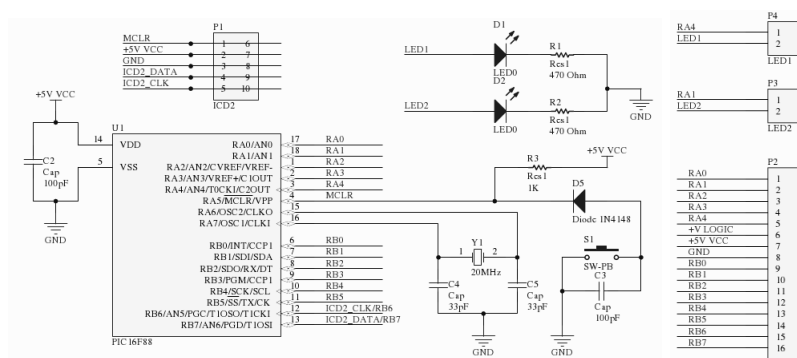 P1
MCLR 1 6
+5V VCC 2 7
GND 3 8
ICD2_DATA 4 9
ICD2_CLK 5 10
ICD2
D1
LED1
LED0
R1
Res1
470 Ohm
D2
LED2
LED0
R2
Res1
470 Ohm
GND
P4
RA4 1
LED1 2
LED1
P3
RA1 1
LED2 2
LED2
+5V VCC
C2
Cap
100pF
GND
U1
14 VDD
5 VSS
RA0/AN0 17 RA0
RA1/AN1 18 RA1
RA2/AN2/CVREF/VREF- 1 RA2
RA3/AN3/VREF+/C1OUT 2 RA3
RA4/AN4/T0CKI/C2OUT 3 RA4
RA5/MCLR/VPP 4 MCLR
RA6/OSC2/CLKO 15
RA7/OSC1/CLKI 16
RB0/INT/CCP1 6 RB0
RB1/SDI/SDA 7 RB1
RB2/SDO/RX/DT 8 RB2
RB3/PGM/CCP1 9 RB3
RB4/SCK/SCL 10 RB4
RB5/SS/TX/CK 11 RB5
RB6/AN5/PGC/T1OSO/T1CKI 12 ICD2_CLK/RB6
RB7/AN6/PGD/T1OSI 13 ICD2_DATA/RB7
PIC16F88
+5V VCC
R3
Res1
1K
D5
Diode 1N4148
Y1
1 2
20MHz
C4
Cap
33pF
C5
Cap
33pF
GND
S1
SW-PB
C3
Cap
100pF
GND
P2
RA0 1
RA1 2
RA2 3
RA3 4
RA4 5
+V LOGIC 6
+5V VCC 7
GND 8
RB0 9
RB1 10
RB2 11
RB3 12
RB4 13
RB5 14
RB6 15
RB7 16